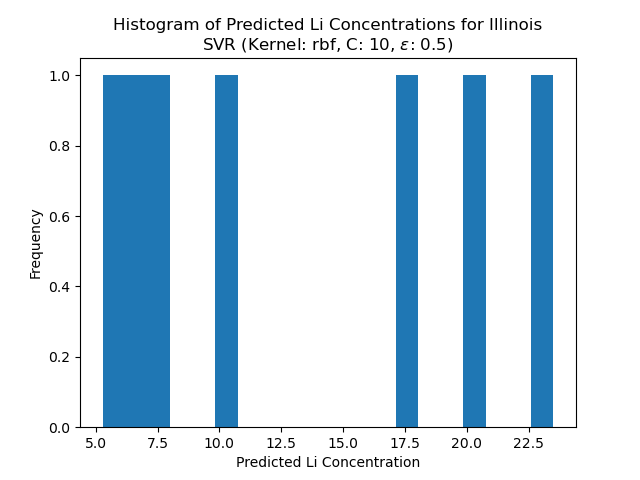 Histogram of Predicted Li Concentrations for Illinois
SVR (Kernel: rbf, C: 10, ε: 0.5)
1.0
0.8
0.6
0.4
0.2
0.0
Frequency
5.0 7.5 10.0 12.5 15.0 17.5 20.0 22.5
Predicted Li Concentration